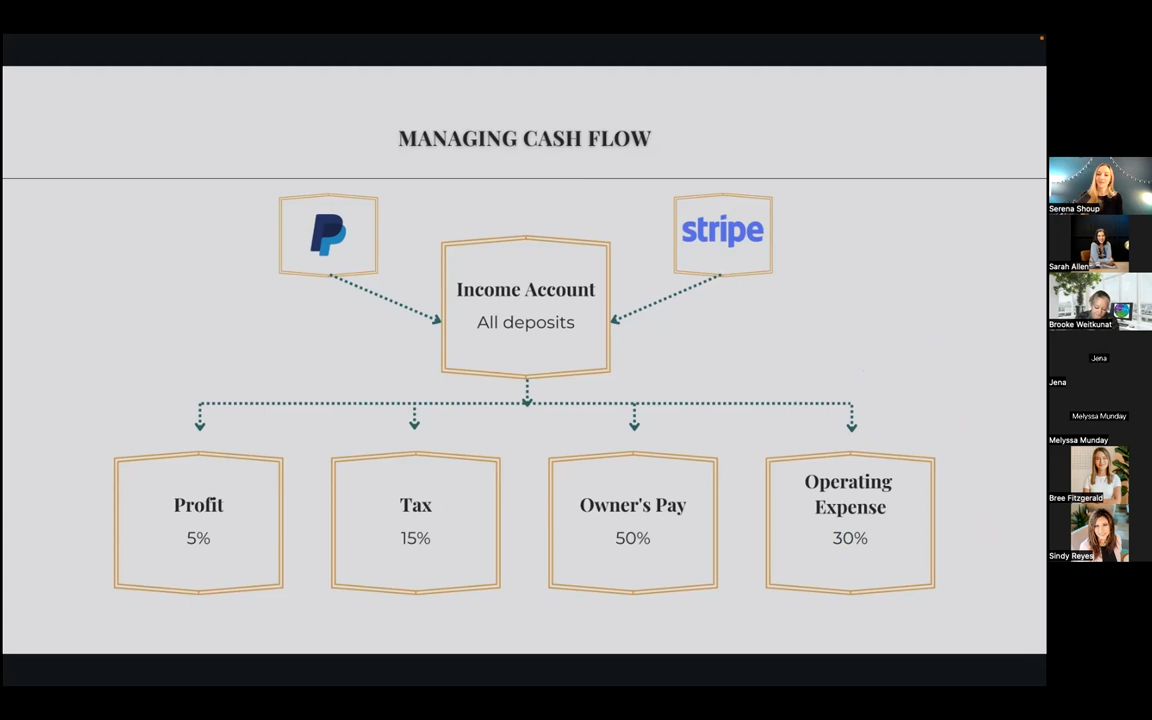 MANAGING CASH FLOW
stripe
Income Account
All deposits
Profit
5%
Tax
15%
Owner's Pay
50%
Operating
Expense
30%
Serena Shoup
Sarah Allen
Brooke Weitkunat
Jena
Jena
Melyssa Munday
Melyssa Munday
Bree Fitzgerald
Sindy Reyes